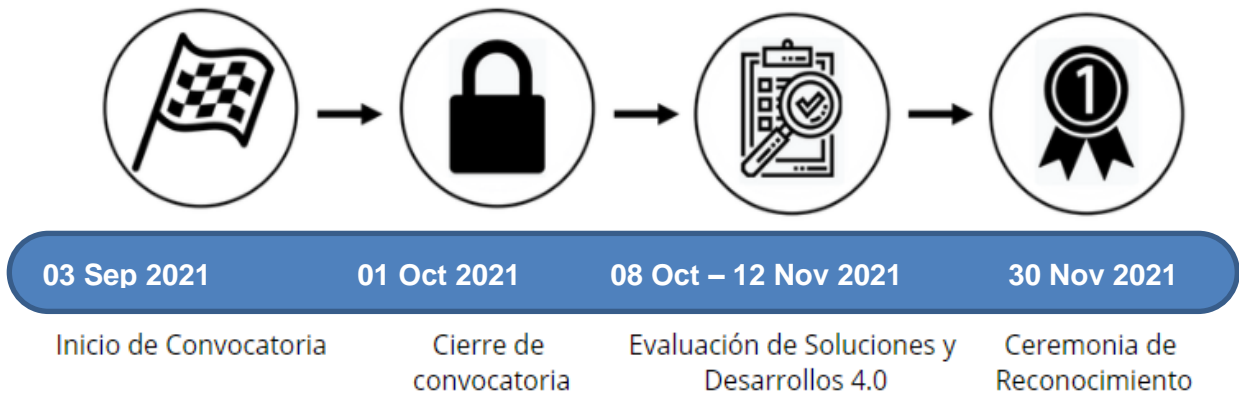 1
03 Sep 2021
01 Oct 2021
08 Oct – 12 Nov 2021
30 Nov 2021
Inicio de Convocatoria
Cierre de
convocatoria
Evaluación de Soluciones y
Desarrollos 4.0
Ceremonia de
Reconocimiento